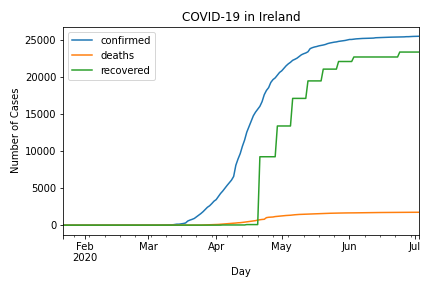 COVID-19 in Ireland
confirmed
deaths
recovered
25000
20000
15000
10000
5000
0
Number of Cases
Feb Mar Apr May Jun Jul
2020
Day